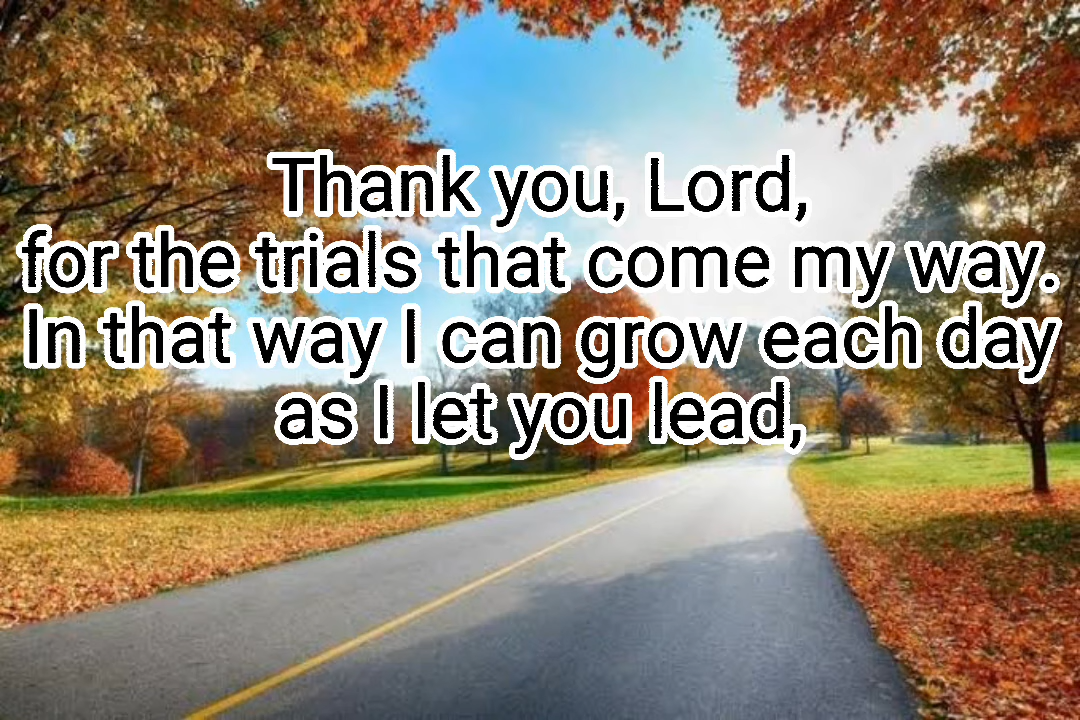 Thank you, Lord,
for the trials that come my way.
In that way I can grow each day
as I let you lead,